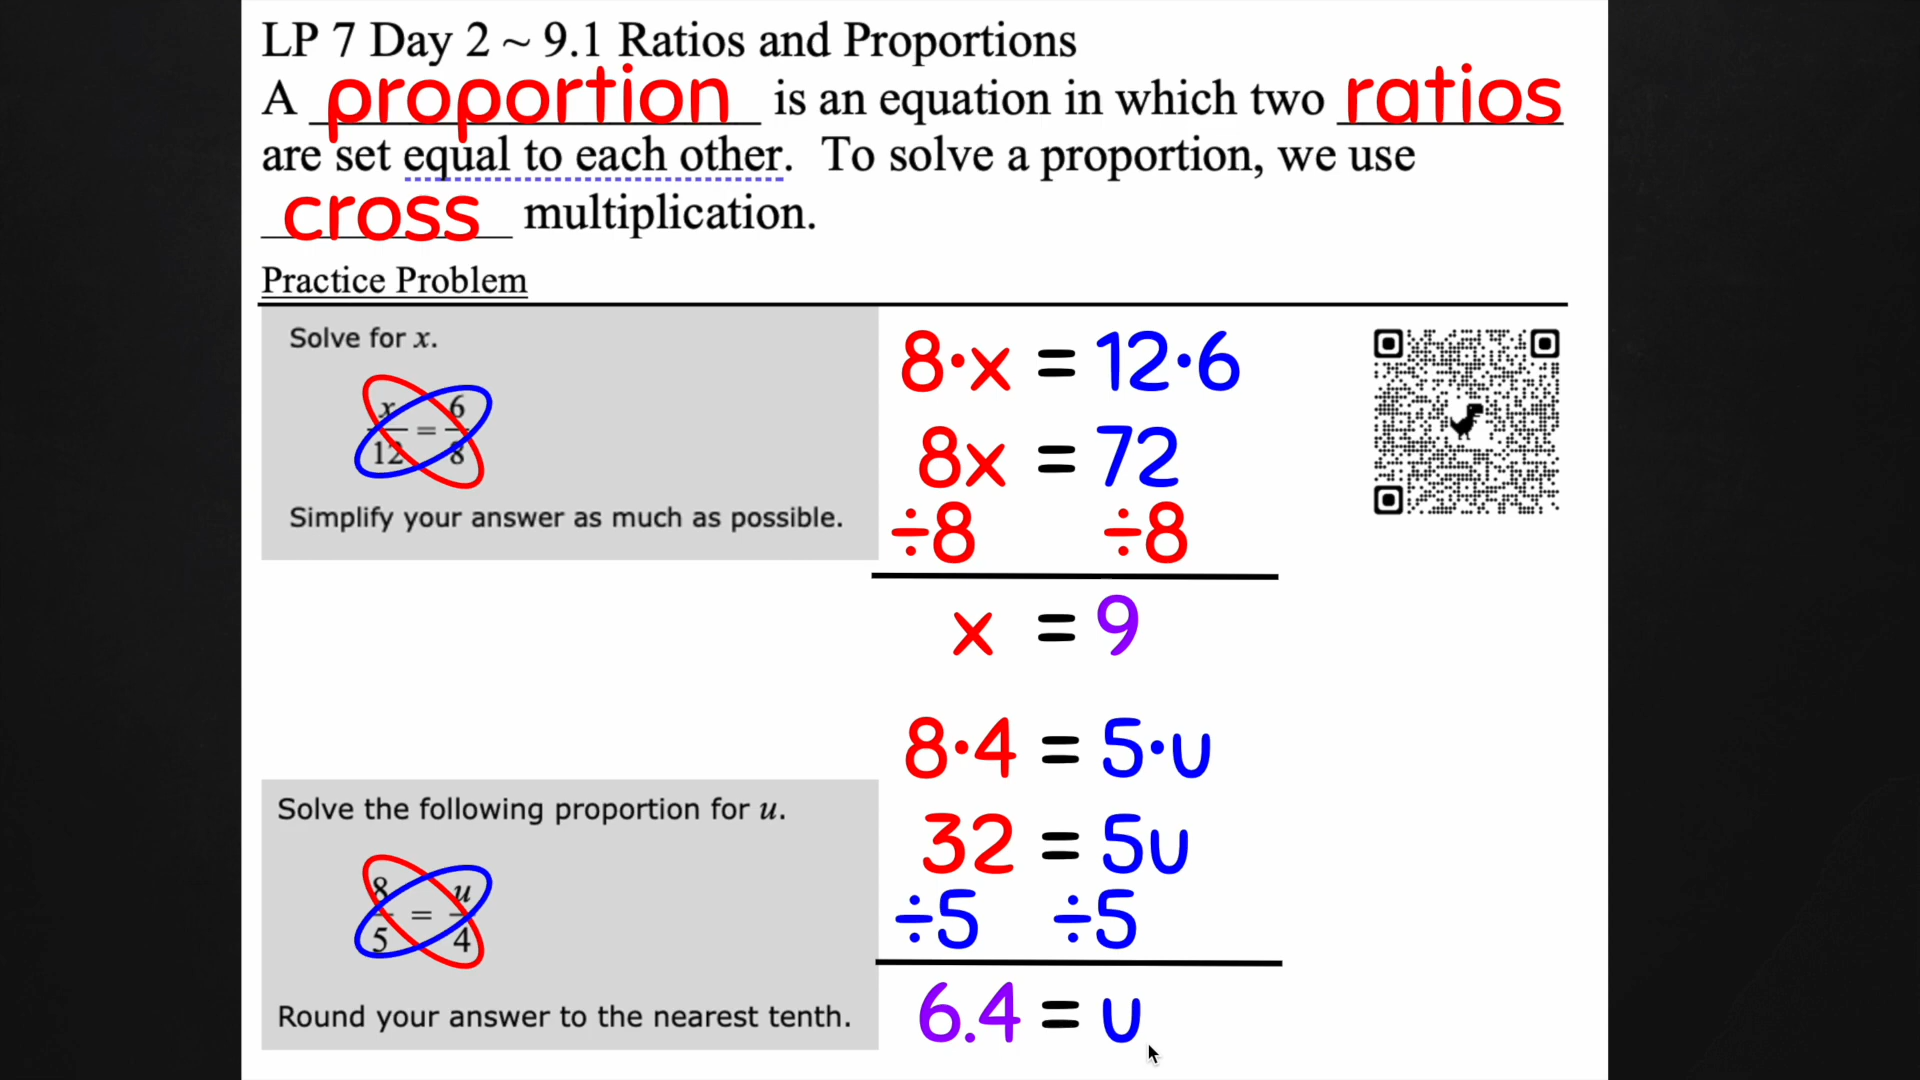 LP 7 Day 2 ~ 9.1 Ratios and Proportions
A proportion is an equation in which two ratios
are set equal to each other. To solve a proportion, we use
cross multiplication.
Practice Problem
Solve for x.
x/12 = 6/8
Simplify your answer as much as possible.
8·x = 12·6
8x = 72
÷8 ÷8
x = 9
Solve the following proportion for u.
8/5 = u/4
Round your answer to the nearest tenth.
8·4 = 5·u
32 = 5u
÷5 ÷5
6.4 = u